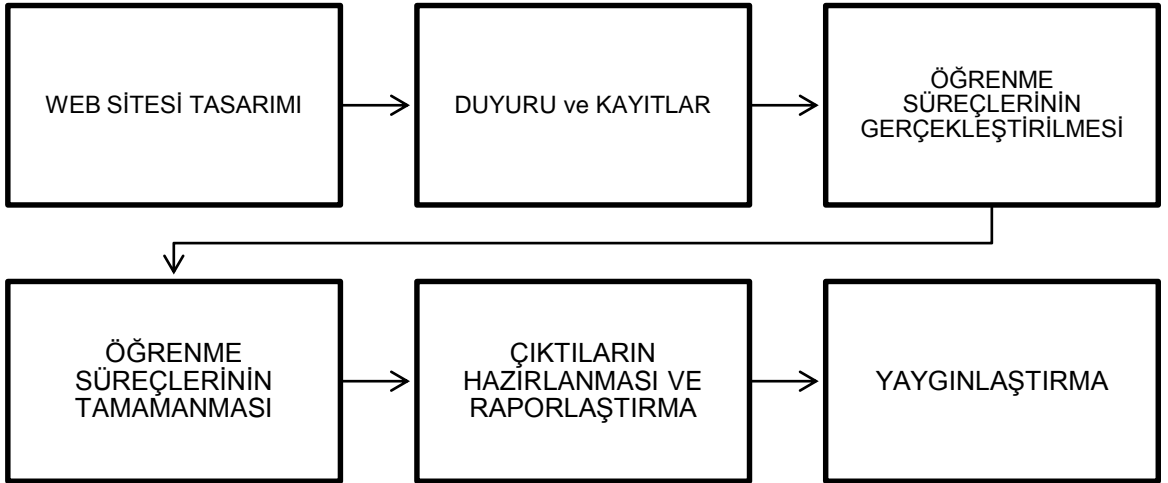 WEB SİTESİ TASARIMI
DUYURU ve KAYITLAR
ÖĞRENME
SÜREÇLERİNİN
GERÇEKLEŞTİRİLMESİ
ÖĞRENME
SÜREÇLERİNİN
TAMAMANMASI
ÇIKTILARIN
HAZIRLANMASI VE
RAPORLAŞTIRMA
YAYGINLAŞTIRMA